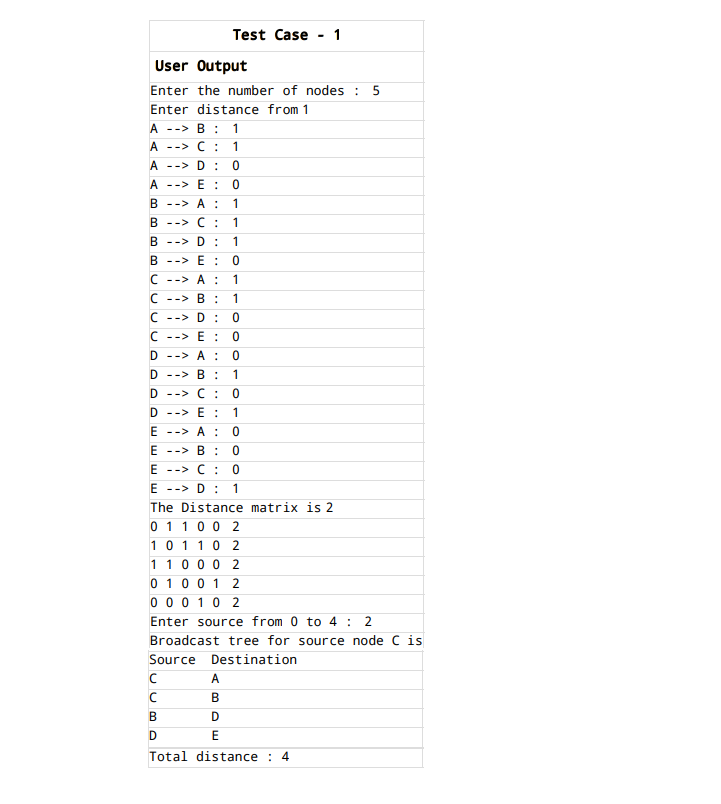 Test Case - 1
User Output
Enter the number of nodes : 5
Enter distance from 1
A --> B : 1
A --> C : 1
A --> D : 0
A --> E : 0
B --> A : 1
B --> C : 1
B --> D : 1
B --> E : 0
C --> A : 1
C --> B : 1
C --> D : 0
C --> E : 0
D --> A : 0
D --> B : 1
D --> C : 0
D --> E : 1
E --> A : 0
E --> B : 0
E --> C : 0
E --> D : 1
The Distance matrix is 2
0 1 1 0 0 2
1 0 1 1 0 2
1 1 0 0 0 2
0 1 0 0 1 2
0 0 0 1 0 2
Enter source from 0 to 4 : 2
Broadcast tree for source node C is
Source Destination
C A
C B
B D
D E
Total distance : 4